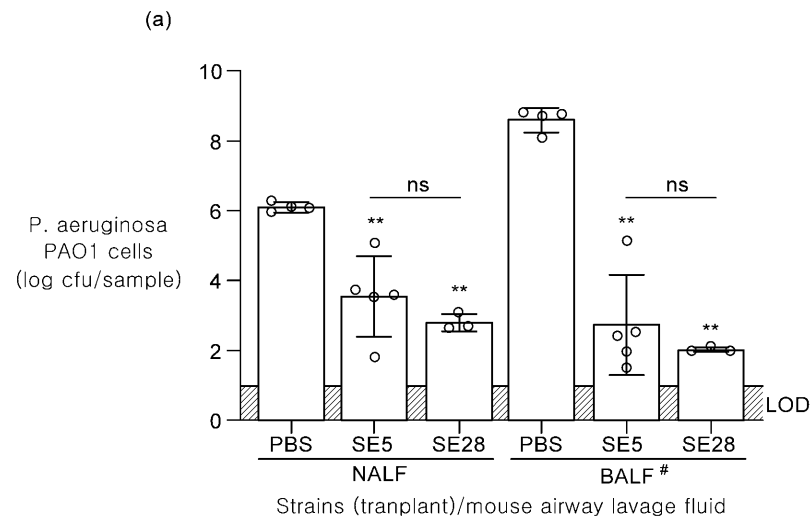 (a)
P. aeruginosa
PAO1 cells
(log cfu/sample)
10
8
6
4
2
0
ns
ns
**
**
**
**
LOD
PBS SE5 SE28 PBS SE5 SE28
NALF BALF #
Strains (tranplant)/mouse airway lavage fluid